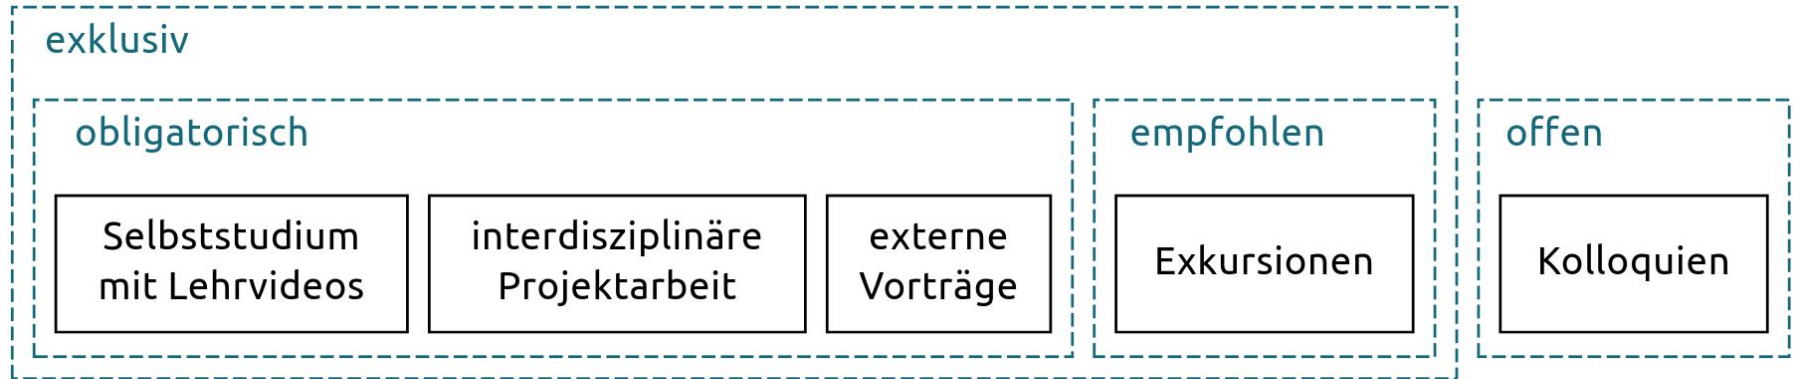 exklusiv
obligatorisch
empfohlen
offen
Selbststudium
mit Lehrvideos
interdisziplinäre
Projektarbeit
externe
Vorträge
Exkursionen
Kolloquien